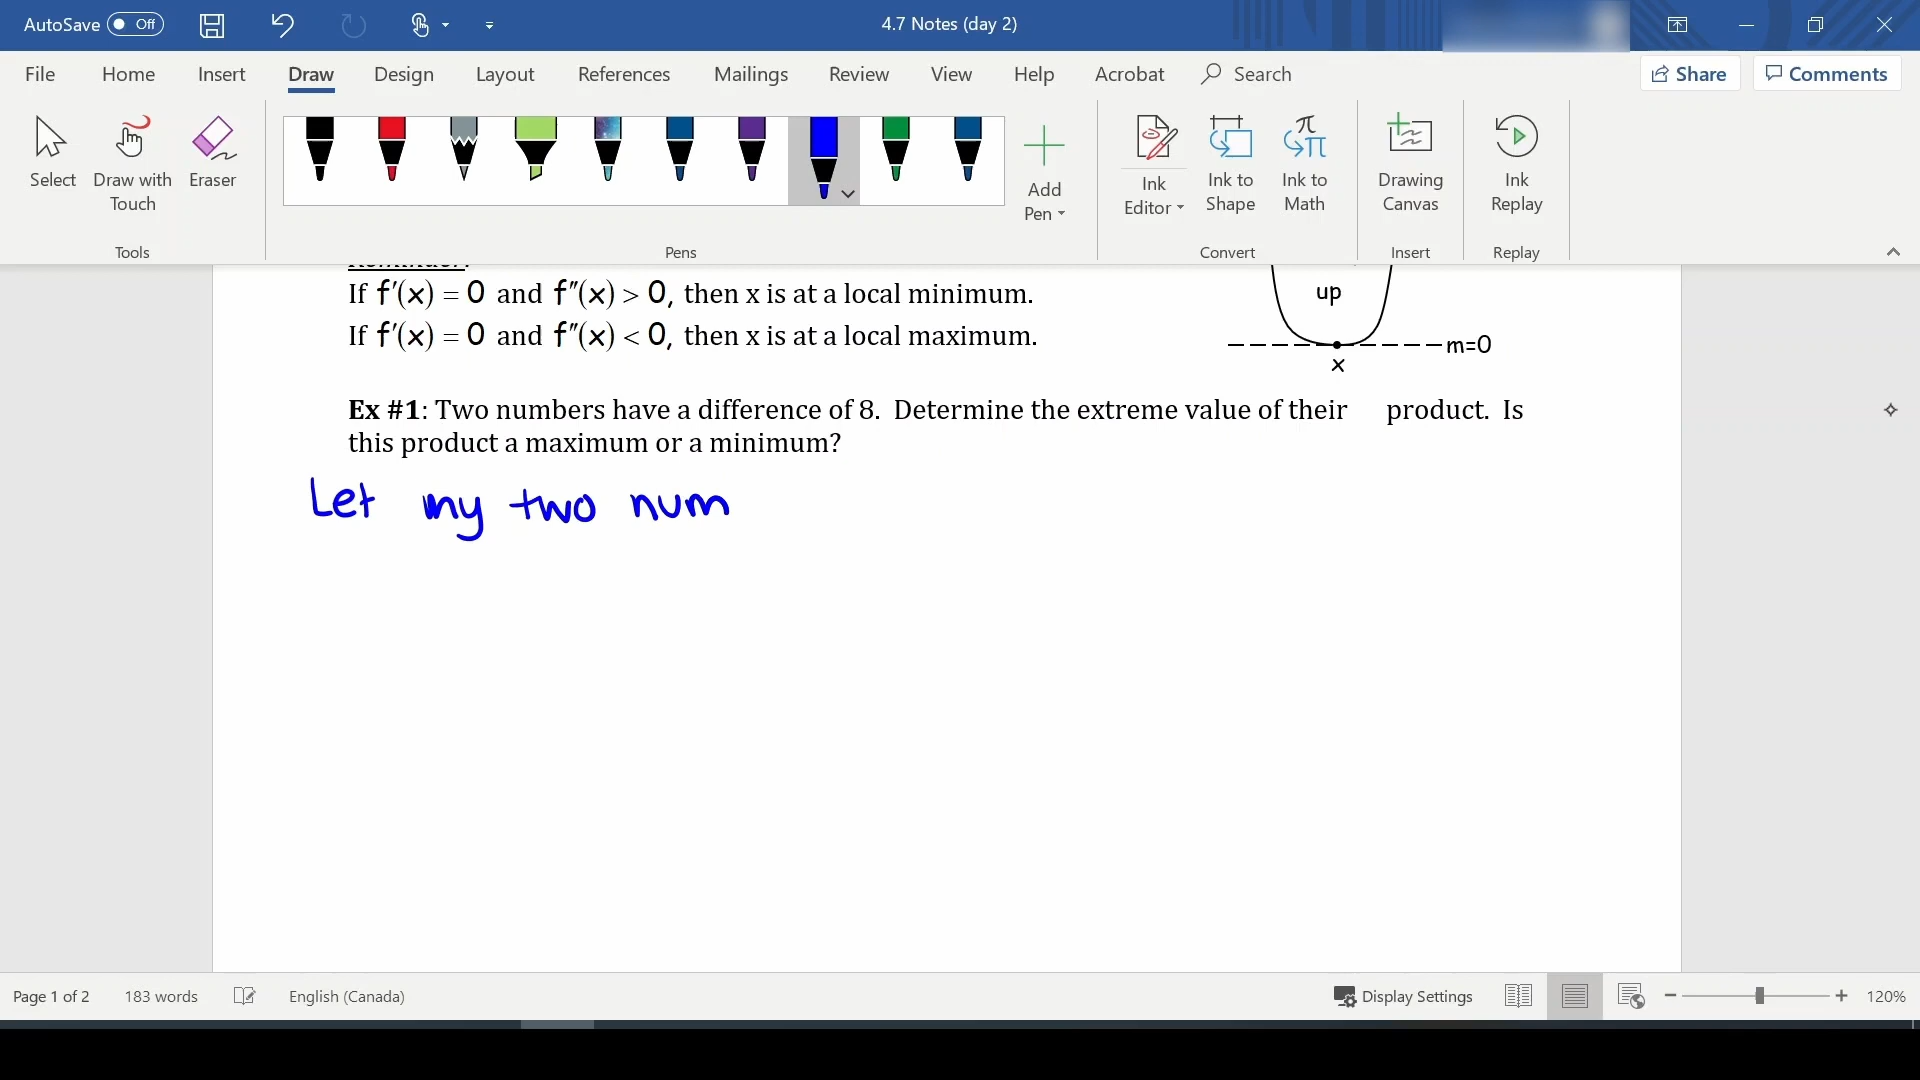 AutoSave Off
4.7 Notes (day 2)
File Home Insert Draw Design Layout References Mailings Review View Help Acrobat Search Share Comments
Select
Draw with Touch
Eraser
Add Pen
Ink Editor
Ink to Shape
Ink to Math
Drawing Canvas
Ink Replay
Tools Pens Convert Insert Replay
If f′(x) = 0 and f″(x) > 0, then x is at a local minimum.
If f′(x) = 0 and f″(x) < 0, then x is at a local maximum.
up
m=0
x
Ex #1: Two numbers have a difference of 8. Determine the extreme value of their product. Is
this product a maximum or a minimum?
Let my two num
Page 1 of 2 183 words English (Canada) Display Settings 120%